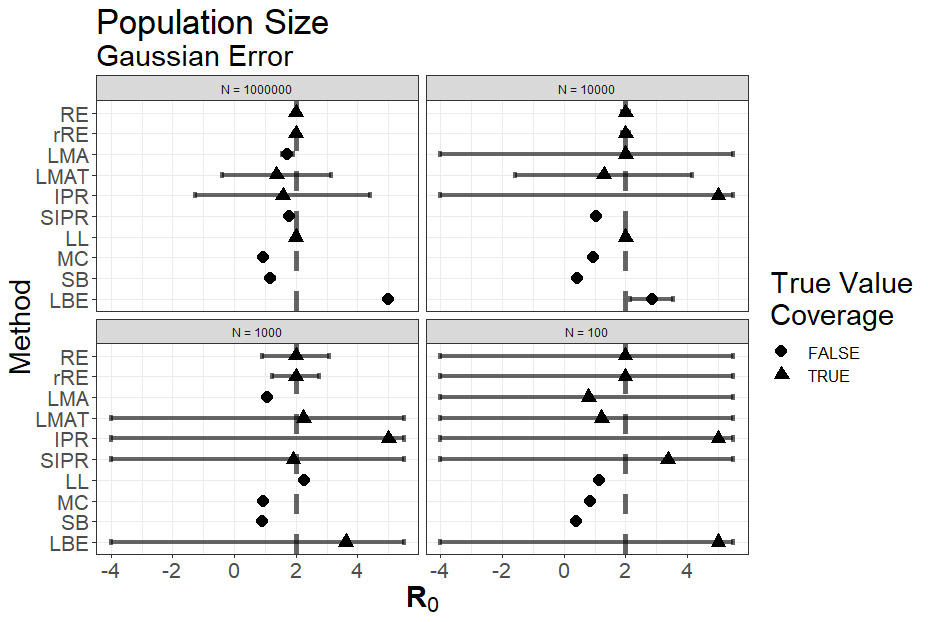 Population Size
Gaussian Error
N = 1000000
N = 10000
RE
rRE
LMA
LMAT
IPR
SIPR
LL
MC
SB
LBE
N = 1000
N = 100
RE
rRE
LMA
LMAT
IPR
SIPR
LL
MC
SB
LBE
-4 -2 0 2 4
-4 -2 0 2 4
R0
Method
True Value
Coverage
FALSE
TRUE